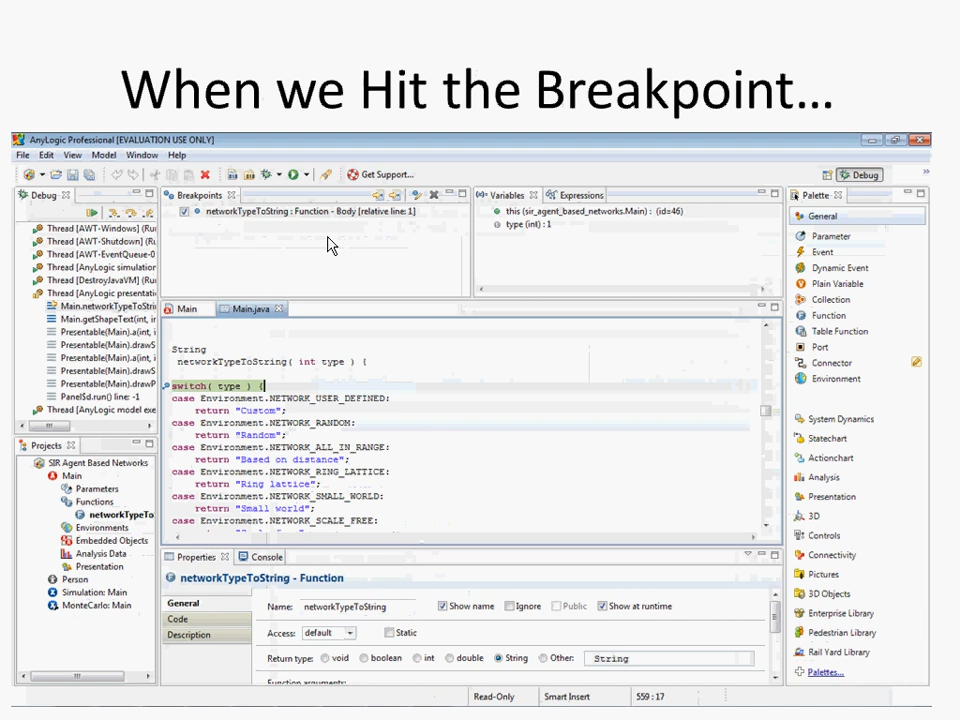 When we Hit the Breakpoint...
AnyLogic Professional [EVALUATION USE ONLY]
File Edit View Model Window Help
Get Support...
Debug
Debug
Thread [AWT-Windows] (Ru
Thread [AWT-Shutdown] (Ru
Thread [AWT-EventQueue-0
Thread [AnyLogic simulation
Thread [DestroyJavaVM] (Ru
Thread [AnyLogic presentatio
Main.networkTypeToStri
Main.getShapeText(int, i
Presentable(Main).a(int, i
Presentable(Main).drawS
Presentable(Main).a(int, i
Presentable(Main).drawS
Presentable(Main).drawP
Panel$d.run() line: -1
Thread [AnyLogic model exe
Breakpoints
networkTypeToString : Function - Body [relative line: 1]
Variables Expressions
this (sir_agent_based_networks.Main) : (id=46)
type (int) : 1
Main Main.java
String
networkTypeToString( int type ) {
switch( type ) {
case Environment.NETWORK_USER_DEFINED:
return "Custom";
case Environment.NETWORK_RANDOM:
return "Random";
case Environment.NETWORK_ALL_IN_RANGE:
return "Based on distance";
case Environment.NETWORK_RING_LATTICE:
return "Ring lattice";
case Environment.NETWORK_SMALL_WORLD:
return "Small world";
case Environment.NETWORK_SCALE_FREE:
Projects
SIR Agent Based Networks
Main
Parameters
Functions
networkTypeTo
Environments
Embedded Objects
Analysis Data
Presentation
Person
Simulation: Main
MonteCarlo: Main
Properties Console
networkTypeToString - Function
General
Code
Description
Name: networkTypeToString Show name Ignore Public Show at runtime
Access: default Static
Return type: void boolean int double String Other: String
Function arguments:
Palette
General
Parameter
Event
Dynamic Event
Plain Variable
Collection
Function
Table Function
Port
Connector
Environment
System Dynamics
Statechart
Actionchart
Analysis
Presentation
3D
Controls
Connectivity
Pictures
3D Objects
Enterprise Library
Pedestrian Library
Rail Yard Library
Palettes...
Read-Only Smart Insert 559 : 17